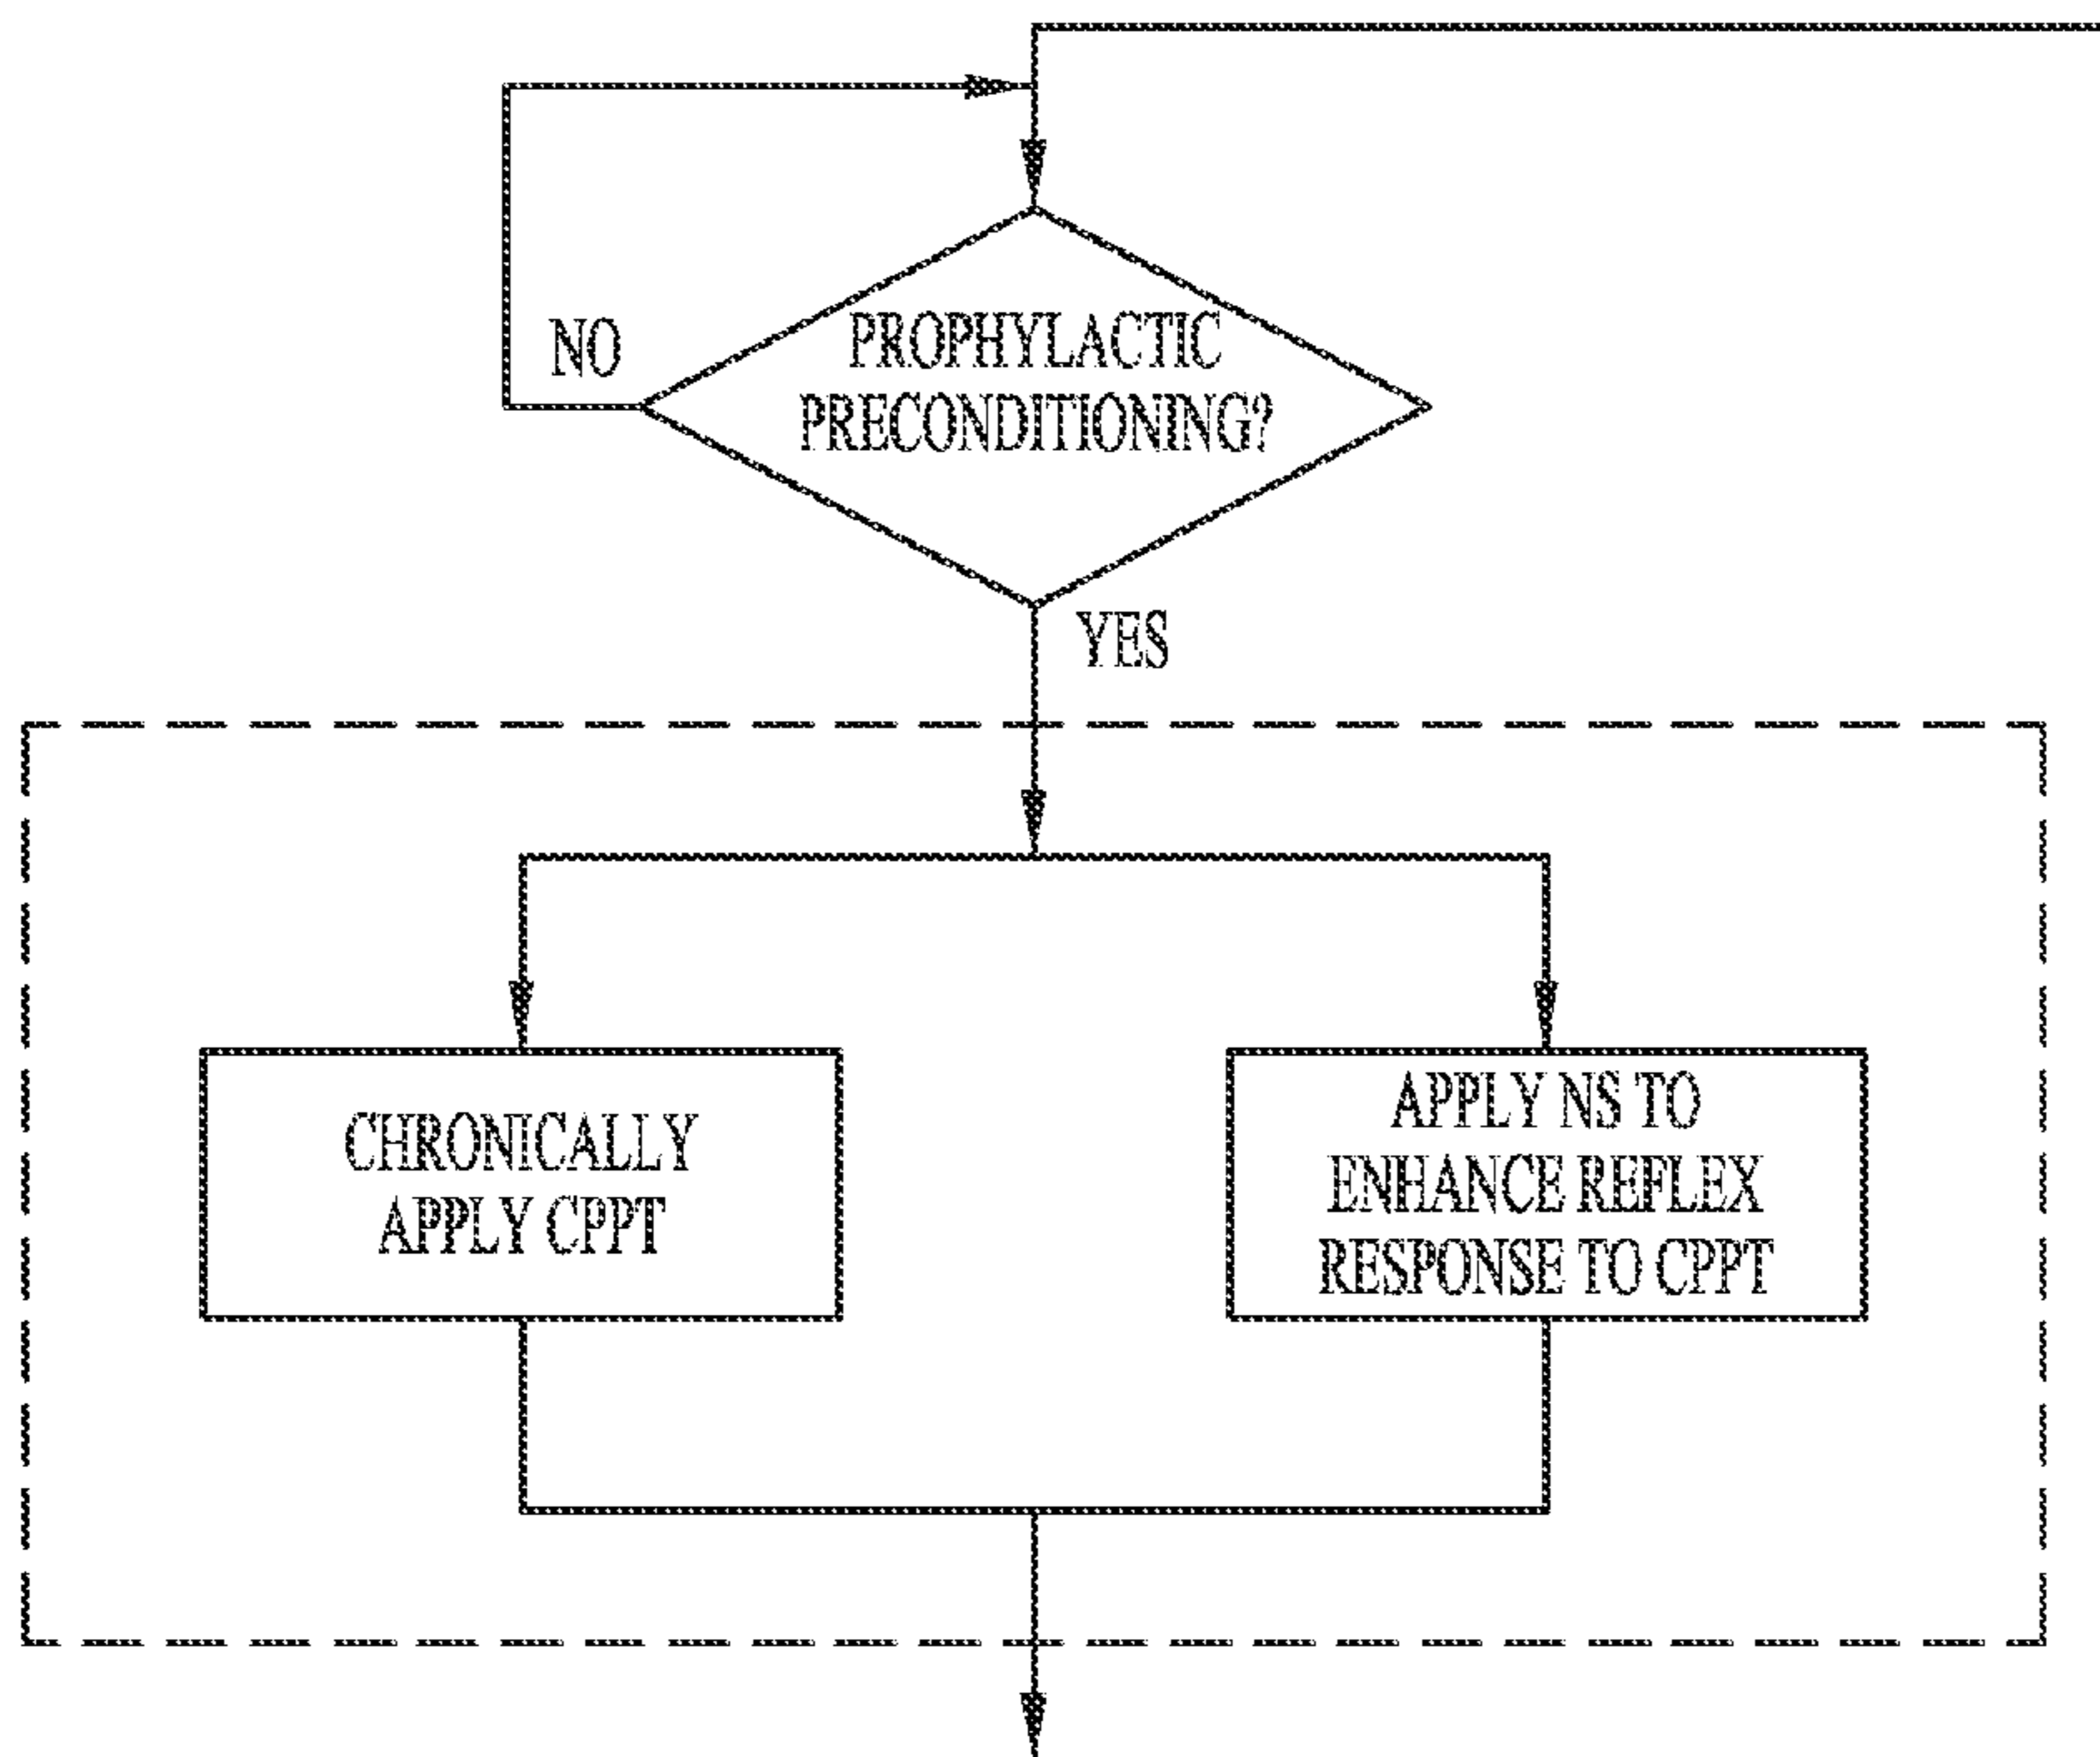 NO
PROPHYLACTIC
PRECONDITIONING?
YES
CHRONICALLY
APPLY CPPT
APPLY NS TO
ENHANCE REFLEX
RESPONSE TO CPPT